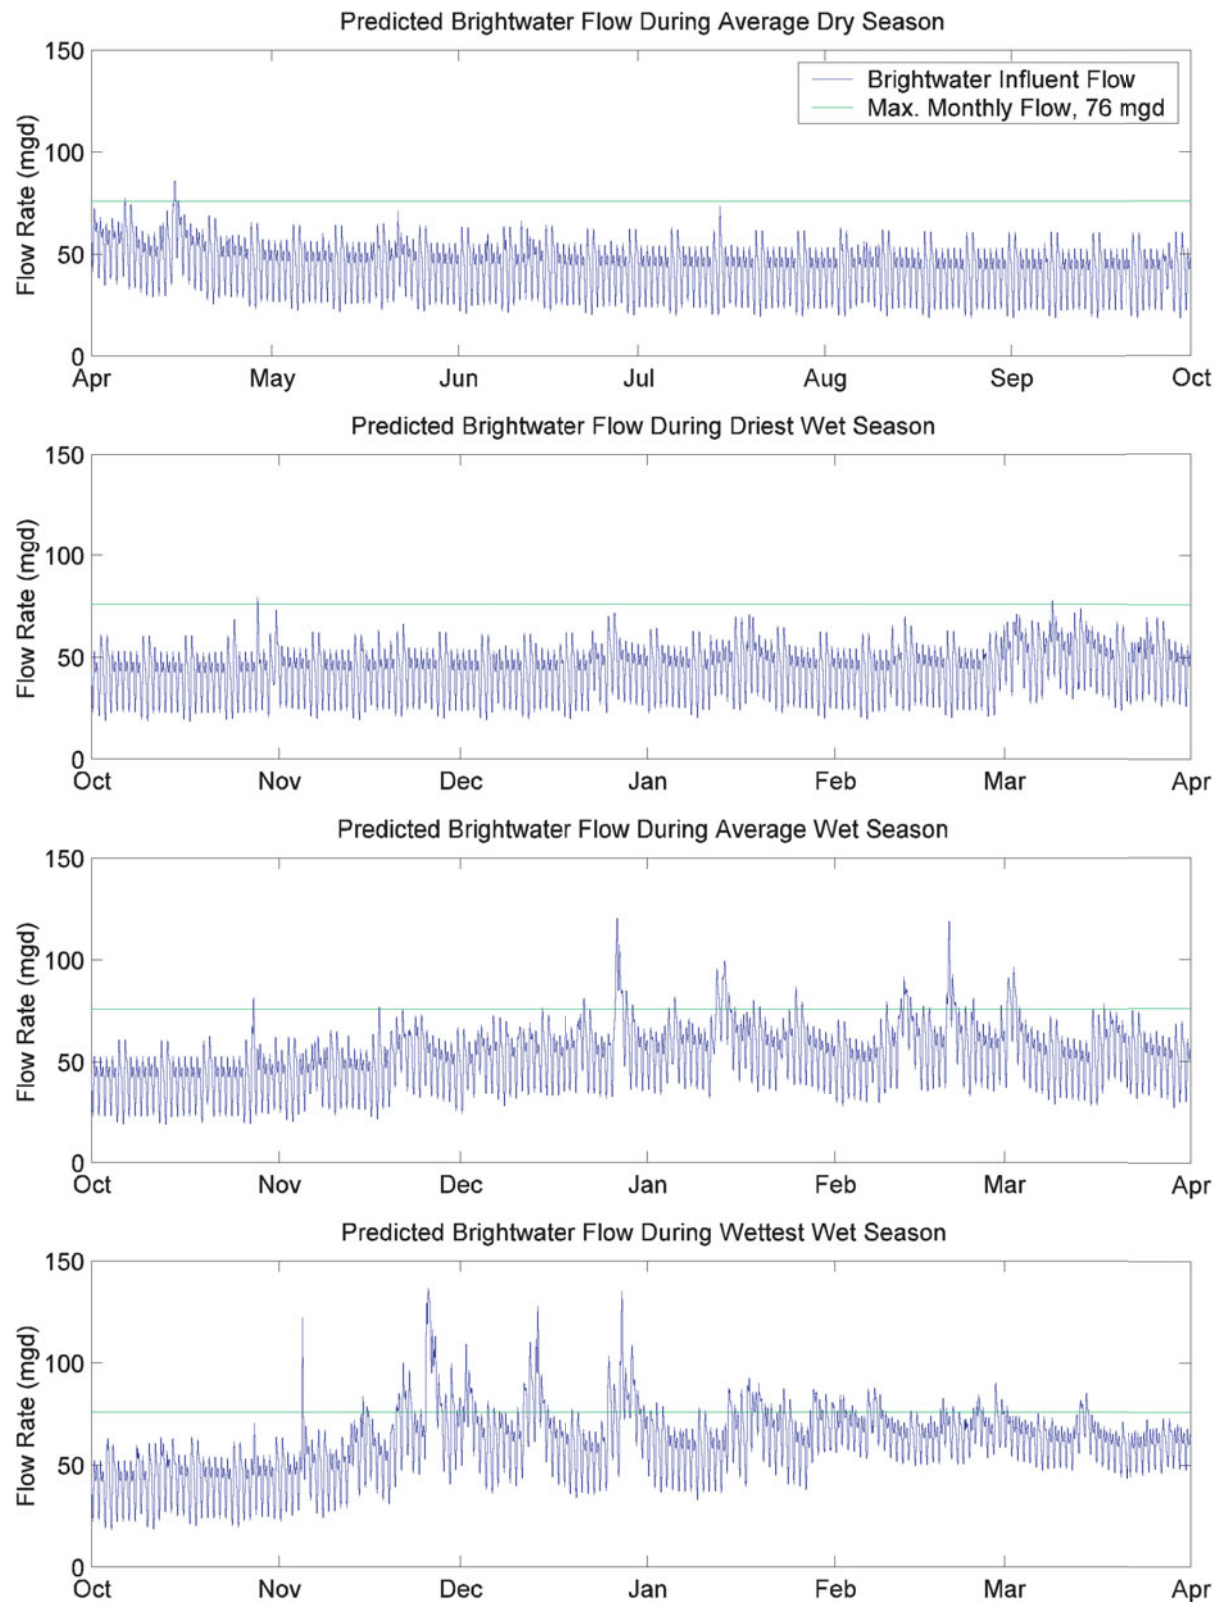 Predicted Brightwater Flow During Average Dry Season
150
100
50
0
Flow Rate (mgd)
Brightwater Influent Flow
Max. Monthly Flow, 76 mgd
Apr May Jun Jul Aug Sep Oct
Predicted Brightwater Flow During Driest Wet Season
150
100
50
0
Flow Rate (mgd)
Oct Nov Dec Jan Feb Mar Apr
Predicted Brightwater Flow During Average Wet Season
150
100
50
0
Flow Rate (mgd)
Oct Nov Dec Jan Feb Mar Apr
Predicted Brightwater Flow During Wettest Wet Season
150
100
50
0
Flow Rate (mgd)
Oct Nov Dec Jan Feb Mar Apr